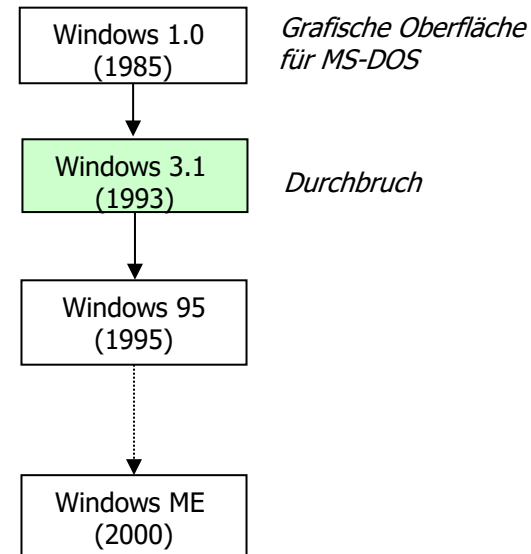 Windows 1.0
(1985)
Grafische Oberfläche
für MS-DOS
Windows 3.1
(1993)
Durchbruch
Windows 95
(1995)
Windows ME
(2000)